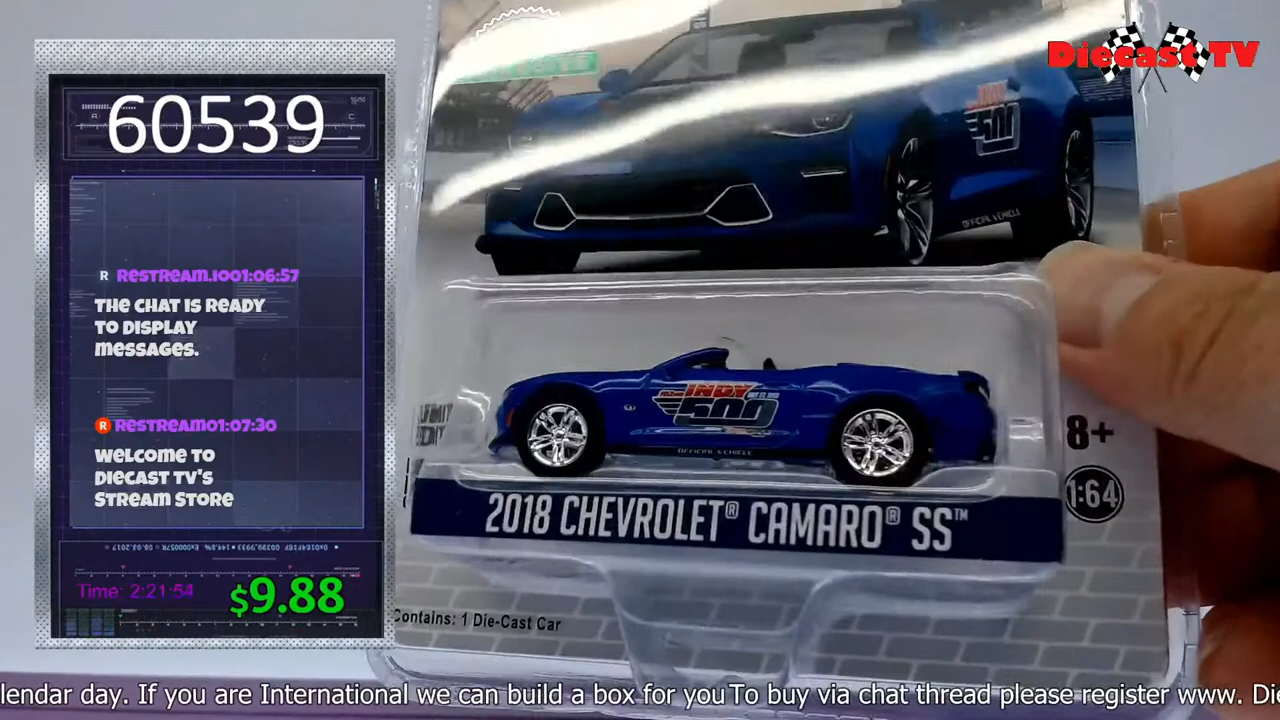 Diecast TV
60539
Restream.io01:06:57
The chat is ready
to display
messages.
Restream01:07:30
Welcome to
Diecast TV's
Stream Store
Time: 2:21:54
$9.88
500
OFFICIAL VEHICLE
INDY
500
OFFICIAL VEHICLE
8+
1:64
2018 CHEVROLET® CAMARO® SS™
Contains: 1 Die-Cast Car
lendar day. If you are International we can build a box for you To buy via chat thread please register www. Die